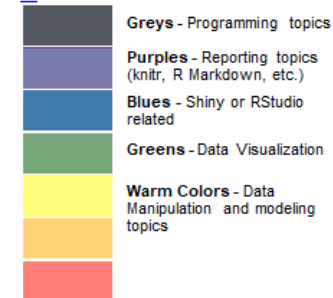 Greys - Programming topics
Purples - Reporting topics
(knitr, R Markdown, etc.)
Blues - Shiny or RStudio
related
Greens - Data Visualization
Warm Colors - Data
Manipulation and modeling
topics